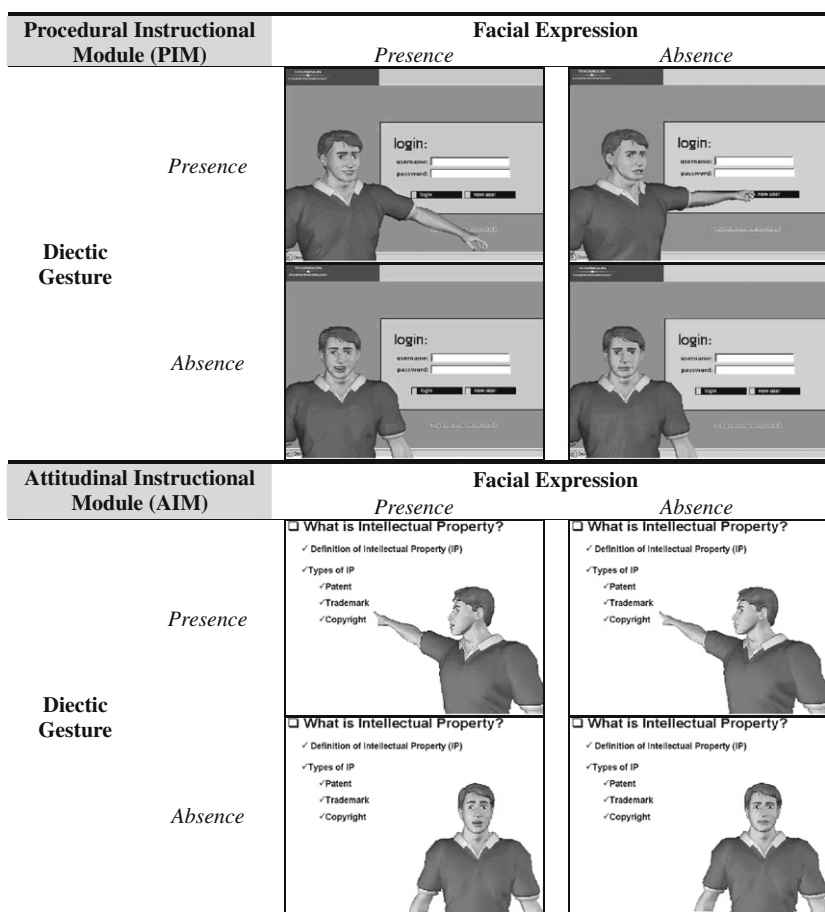 Procedural Instructional Facial Expression
Module (PIM) Presence Absence
THOMSON
THOMSON
login: login:
username: username:
Presence
password: password:
login new user new user
Diectic
Gesture
THOMSON
THOMSON
login: login:
username: username:
Absence
password: password:
login new user login new user
Attitudinal Instructional Facial Expression
Module (AIM) Presence Absence
❑ What is Intellectual Property? ❑ What is Intellectual Property?
✓ Definition of Intellectual Property (IP) ✓ Definition of Intellectual Property (IP)
✓Types of IP ✓Types of IP
✓Patent ✓Patent
✓Trademark ✓Trademark
Presence
✓Copyright ✓Copyright
Diectic
Gesture
❑ What is Intellectual Property? ❑ What is Intellectual Property?
✓ Definition of Intellectual Property (IP) ✓ Definition of Intellectual Property (IP)
✓Types of IP ✓Types of IP
✓Patent ✓Patent
✓Trademark ✓Trademark
Absence
✓Copyright ✓Copyright